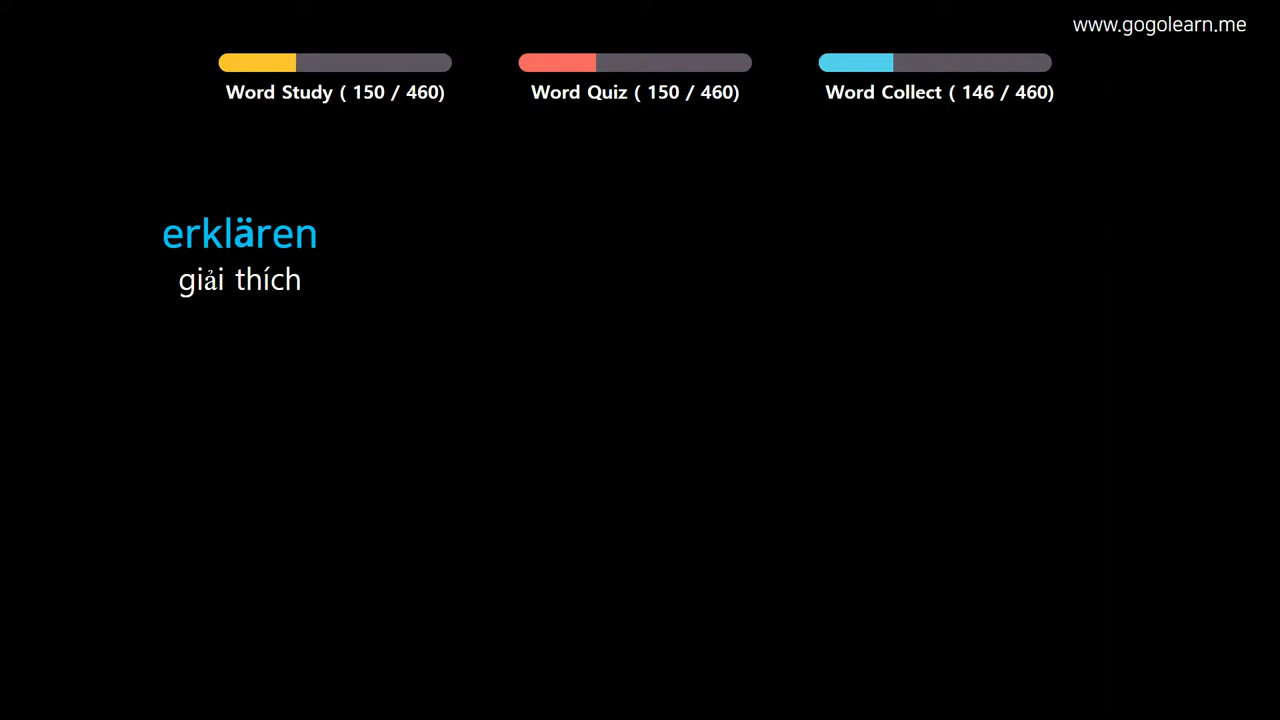 www.gogolearn.me
Word Study ( 150 / 460)
Word Quiz ( 150 / 460)
Word Collect ( 146 / 460)
erklären
giải thích